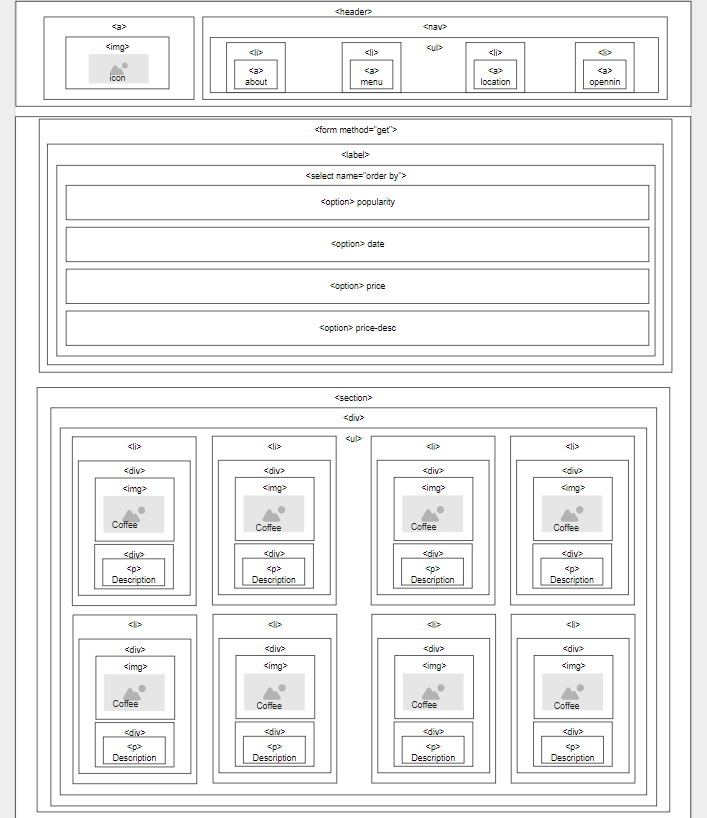 <header>
<a>
<nav>
<img>
icon
<ul>
<li>
<li>
<li>
<li>
<a>
<a>
<a>
<a>
about
menu
location
opennin
<form method="get">
<label>
<select name="order by">
<option> popularity
<option> date
<option> price
<option> price-desc
<section>
<div>
<ul>
<li>
<li>
<li>
<li>
<div>
<div>
<div>
<div>
<img>
<img>
<img>
<img>
Coffee
Coffee
Coffee
Coffee
<div>
<div>
<div>
<div>
<p>
<p>
<p>
<p>
Description
Description
Description
Description
<li>
<li>
<li>
<li>
<div>
<div>
<div>
<div>
<img>
<img>
<img>
<img>
Coffee
Coffee
Coffee
Coffee
<div>
<div>
<div>
<div>
<p>
<p>
<p>
<p>
Description
Description
Description
Description